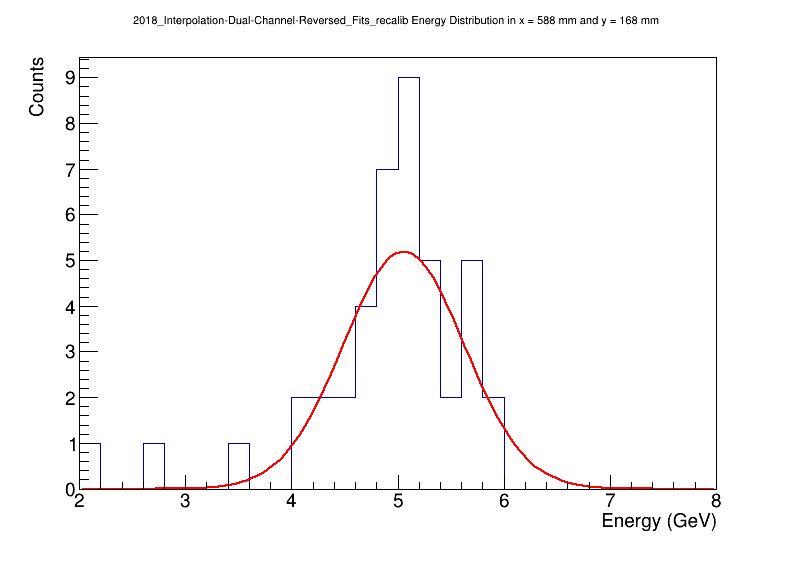 2018_Interpolation-Dual-Channel-Reversed_Fits_recalib Energy Distribution in x = 588 mm and y = 168 mm
Counts
9
8
7
6
5
4
3
2
1
0
2 3 4 5 6 7 8
Energy (GeV)